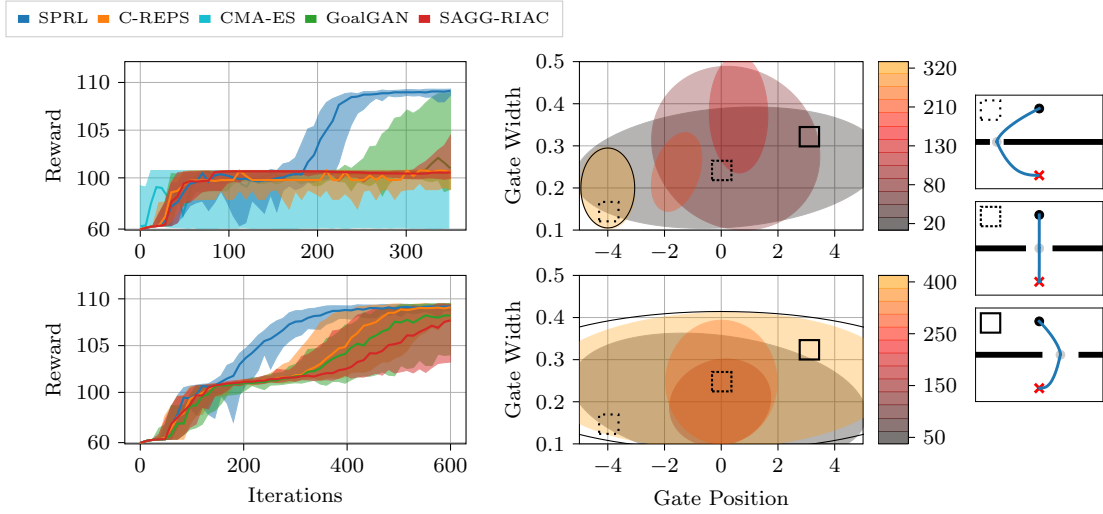 SPRL C-REPS CMA-ES GoalGAN SAGG-RIAC
Reward
110
105
100
60
0 100 200 300
Gate Width
0.5
0.4
0.3
0.2
0.1
−4 −2 0 2 4
320
210
130
80
20
Reward
110
105
100
60
0 200 400 600
Iterations
Gate Width
0.5
0.4
0.3
0.2
0.1
−4 −2 0 2 4
Gate Position
400
250
150
50